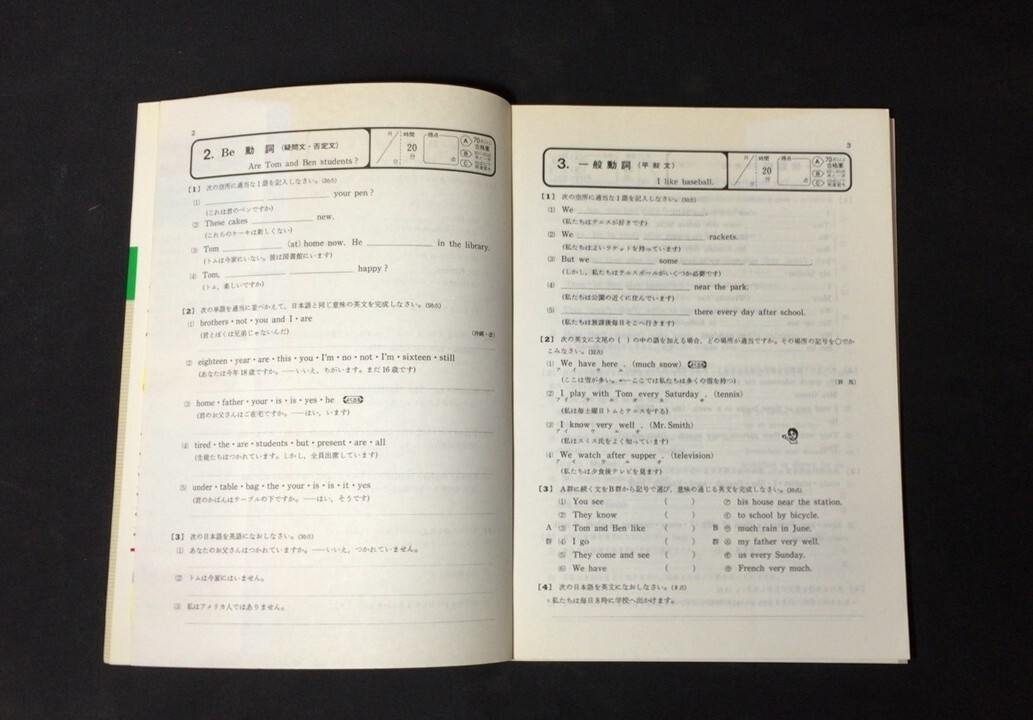 2
2. Be 動詞 (疑問文・否定文)
Are Tom and Ben students?
月 時間 得点
20
分 点
A 70点以上
合格圏
B
C
[1] 次の空所に適当な1語を記入しなさい。
(1) your pen?
(これは君のペンですか)
(2) These cakes new.
(これらのケーキは新しくない)
(3) Tom (at) home now. He in the library.
(トムは今家にいない。彼は図書館にいます)
(4) Tom, happy?
(トム、楽しいですか)
[2] 次の単語を適当に並べかえて、日本語と同じ意味の英文を完成しなさい。
(1) brothers・not・you and I・are
(君とぼくは兄弟じゃないんだ)
(2) eighteen・year・are・this・you・I'm・no・not・I'm・sixteen・still
(あなたは今年18歳ですか。——いいえ、ちがいます。まだ16歳です)
(3) home・father・your・is・is・yes・he
(君のお父さんはご在宅ですか。——はい、います)
(4) tired・the・are・students・but・present・are・all
(生徒たちはつかれています。しかし、全員出席しています)
(5) under・table・bag・the・your・is・is・it・yes
(君のかばんはテーブルの下ですか。——はい、そうです)
[3] 次の日本語を英語になおしなさい。
(1) あなたのお父さんはつかれていますか。——いいえ、つかれていません。
(2) トムは今家にはいません。
(3) 私はアメリカ人ではありません。
3
3. 一般動詞 (平叙文)
I like baseball.
月 時間 得点
20
分 点
A 70点以上
合格圏
B
C
[1] 次の空所に適当な1語を記入しなさい。
(1) We .
(私たちはテニスが好きです)
(2) We rackets.
(私たちはよいラケットを持っています)
(3) But we some .
(しかし、私たちはテニスボールがいくつか必要です)
(4) near the park.
(私たちは公園の近くに住んでいます)
(5) there every day after school.
(私たちは放課後毎日そこへ行きます)
[2] 次の英文に文尾の( )の中の語を加える場合、どの場所が適当ですか。その場所の記号を○でか
こみなさい。
(1) We have here . (much snow)
(ここは雪が多い。←ここでは私たちは多くの雪を持つ)
(2) I play with Tom every Saturday . (tennis)
(私は毎土曜日トムとテニスをする)
(3) I know very well . (Mr. Smith)
(私はスミス氏をよく知っています)
(4) We watch after supper . (television)
(私たちは夕食後テレビを見ます)
[3] A群に続く文をB群から記号で選び、意味の通じる英文を完成しなさい。
(1) You see ( ) his house near the station.
(2) They know ( ) to school by bicycle.
A (3) Tom and Ben like ( ) B much rain in June.
群 (4) I go ( ) 群 my father very well.
(5) They come and see ( ) us every Sunday.
(6) We have ( ) French very much.
[4] 次の日本語を英文になおしなさい。
・私たちは毎日8時に学校へ出かけます。